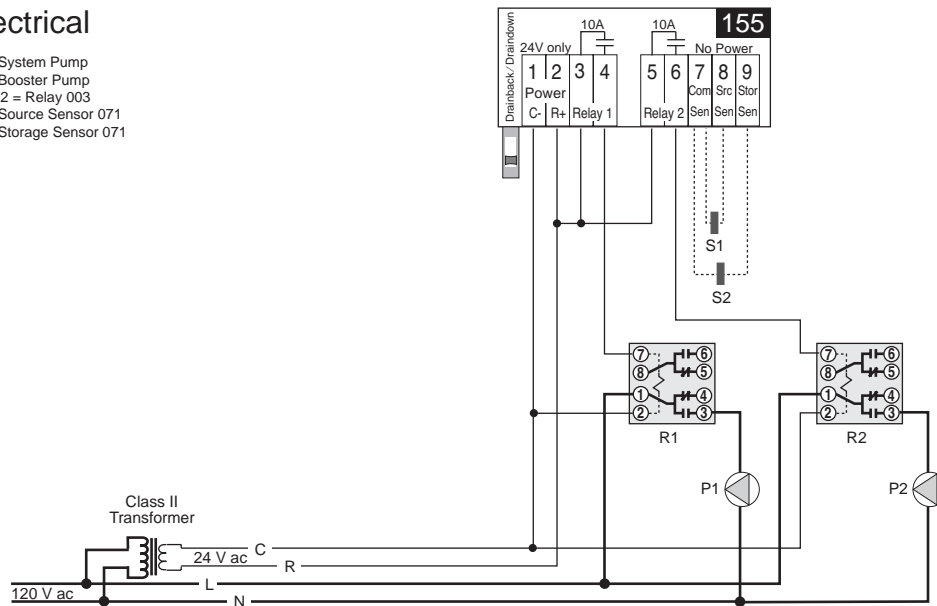 ectrical
System Pump
Booster Pump
2 = Relay 003
Source Sensor 071
Storage Sensor 071
Drainback/Draindown
155
10A
10A
24V only
No Power
1 2 3 4 5 6 7 8 9
Power
Com Src Stor
C- R+ Relay 1 Relay 2 Sen Sen Sen
S1
S2
7 6
8 5
1 4
2 3
R1
7 6
8 5
1 4
2 3
R2
P1
P2
Class II
Transformer
C
24 V ac
R
L
120 V ac
N